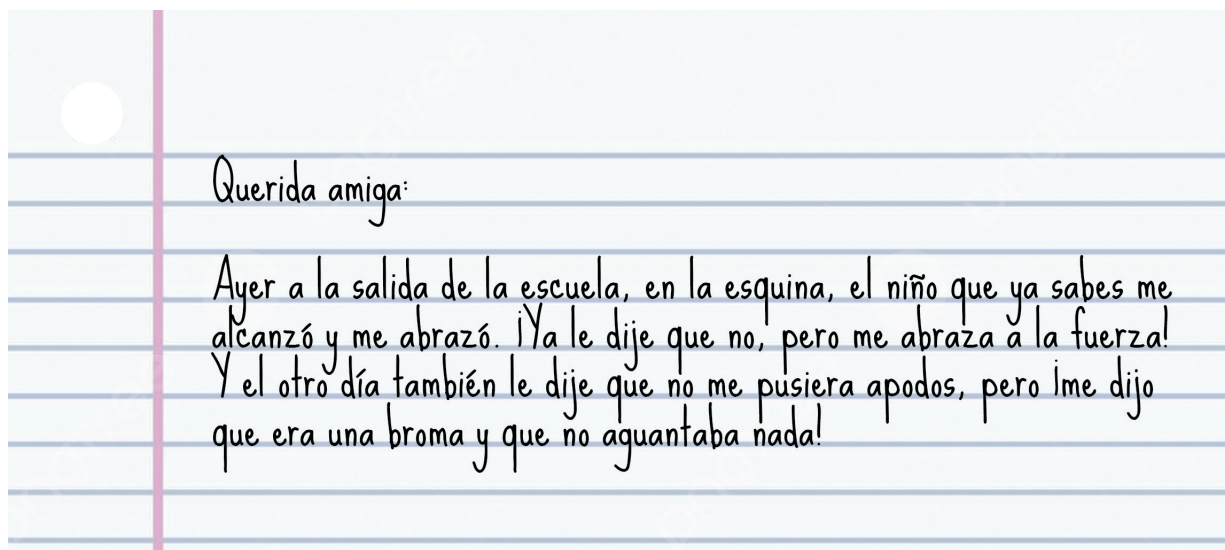 Querida amiga:
Ayer a la salida de la escuela, en la esquina, el niño que ya sabes me
alcanzó y me abrazó. ¡Ya le dije que no, pero me abraza a la fuerza!
Y el otro día también le dije que no me pusiera apodos, pero ¡me dijo
que era una broma y que no aguantaba nada!